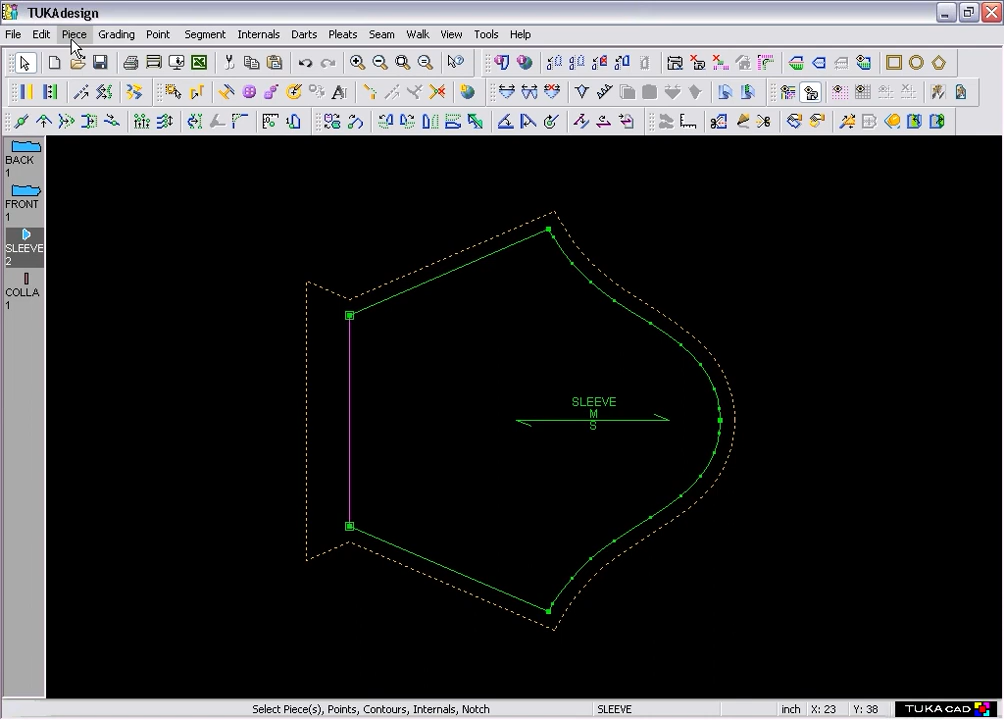 TUKAdesign
File Edit Piece Grading Point Segment Internals Darts Pleats Seam Walk View Tools Help
BACK
1
FRONT
1
SLEEVE
2
COLLA
1
SLEEVE
M
S
Select Piece(s), Points, Contours, Internals, Notch
SLEEVE
inch
X: 23
Y: 38
TUKACAD